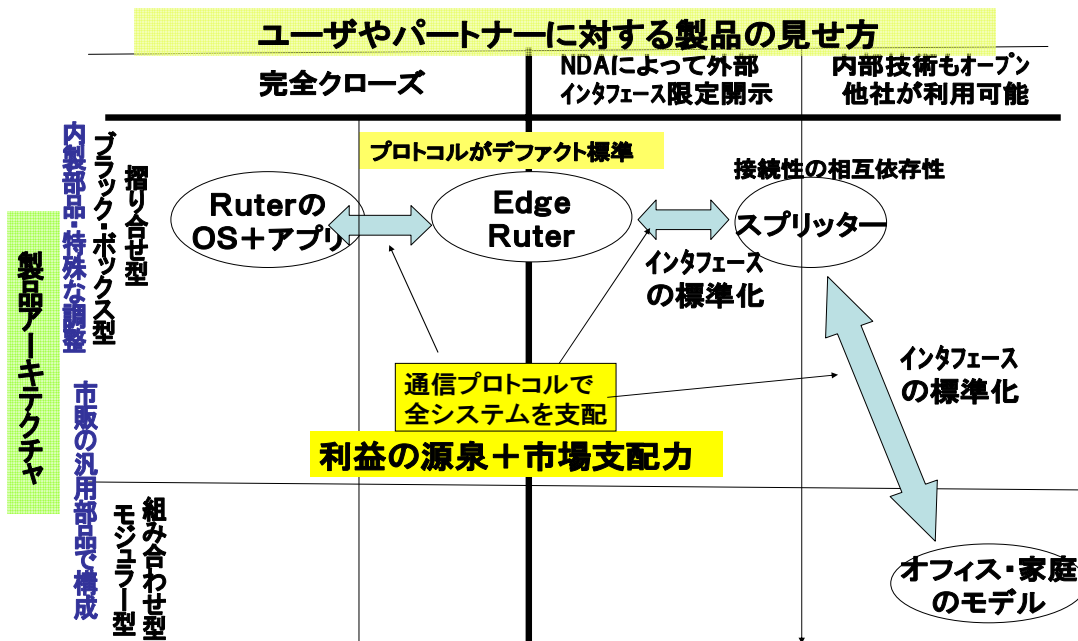 ユーザやパートナーに対する製品の見せ方
完全クローズ
NDAによって外部
インタフェース限定開示
内部技術もオープン
他社が利用可能
製品アーキテクチャ
内製部品・特殊な調整
ブラック・ボックス型
摺り合せ型
プロトコルがデファクト標準
接続性の相互依存性
Ruterの
OS＋アプリ
Edge
Ruter
スプリッター
インタフェース
の標準化
インタフェース
の標準化
通信プロトコルで
全システムを支配
利益の源泉＋市場支配力
市販の汎用部品で構成
モジュラー型
組み合わせ型
オフィス・家庭
のモデル